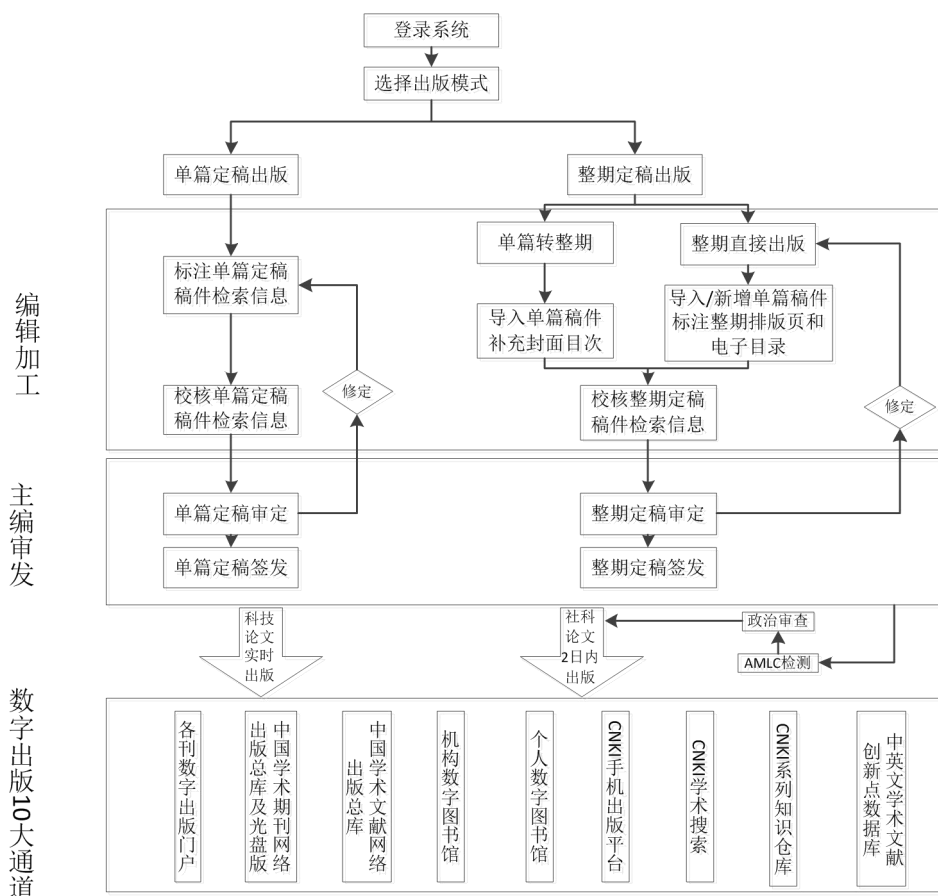 登录系统
选择出版模式
单篇定稿出版
整期定稿出版
编辑加工
单篇转整期
整期直接出版
标注单篇定稿
稿件检索信息
导入单篇稿件
补充封面目次
导入/新增单篇稿件
标注整期排版页和
电子目录
校核单篇定稿
稿件检索信息
修定
校核整期定稿
稿件检索信息
修定
主编审发
单篇定稿审定
整期定稿审定
单篇定稿签发
整期定稿签发
科技
论文
实时
出版
社科
论文
2日内
出版
政治审查
AMLC检测
数字出版10大通道
各刊数字出版门户
中国学术期刊网络
出版总库及光盘版
中国学术文献网络
出版总库
机构数字图书馆
个人数字图书馆
CNKI手机出版平台
CNKI学术搜索
CNKI系列知识仓库
中英文学术文献
创新点数据库